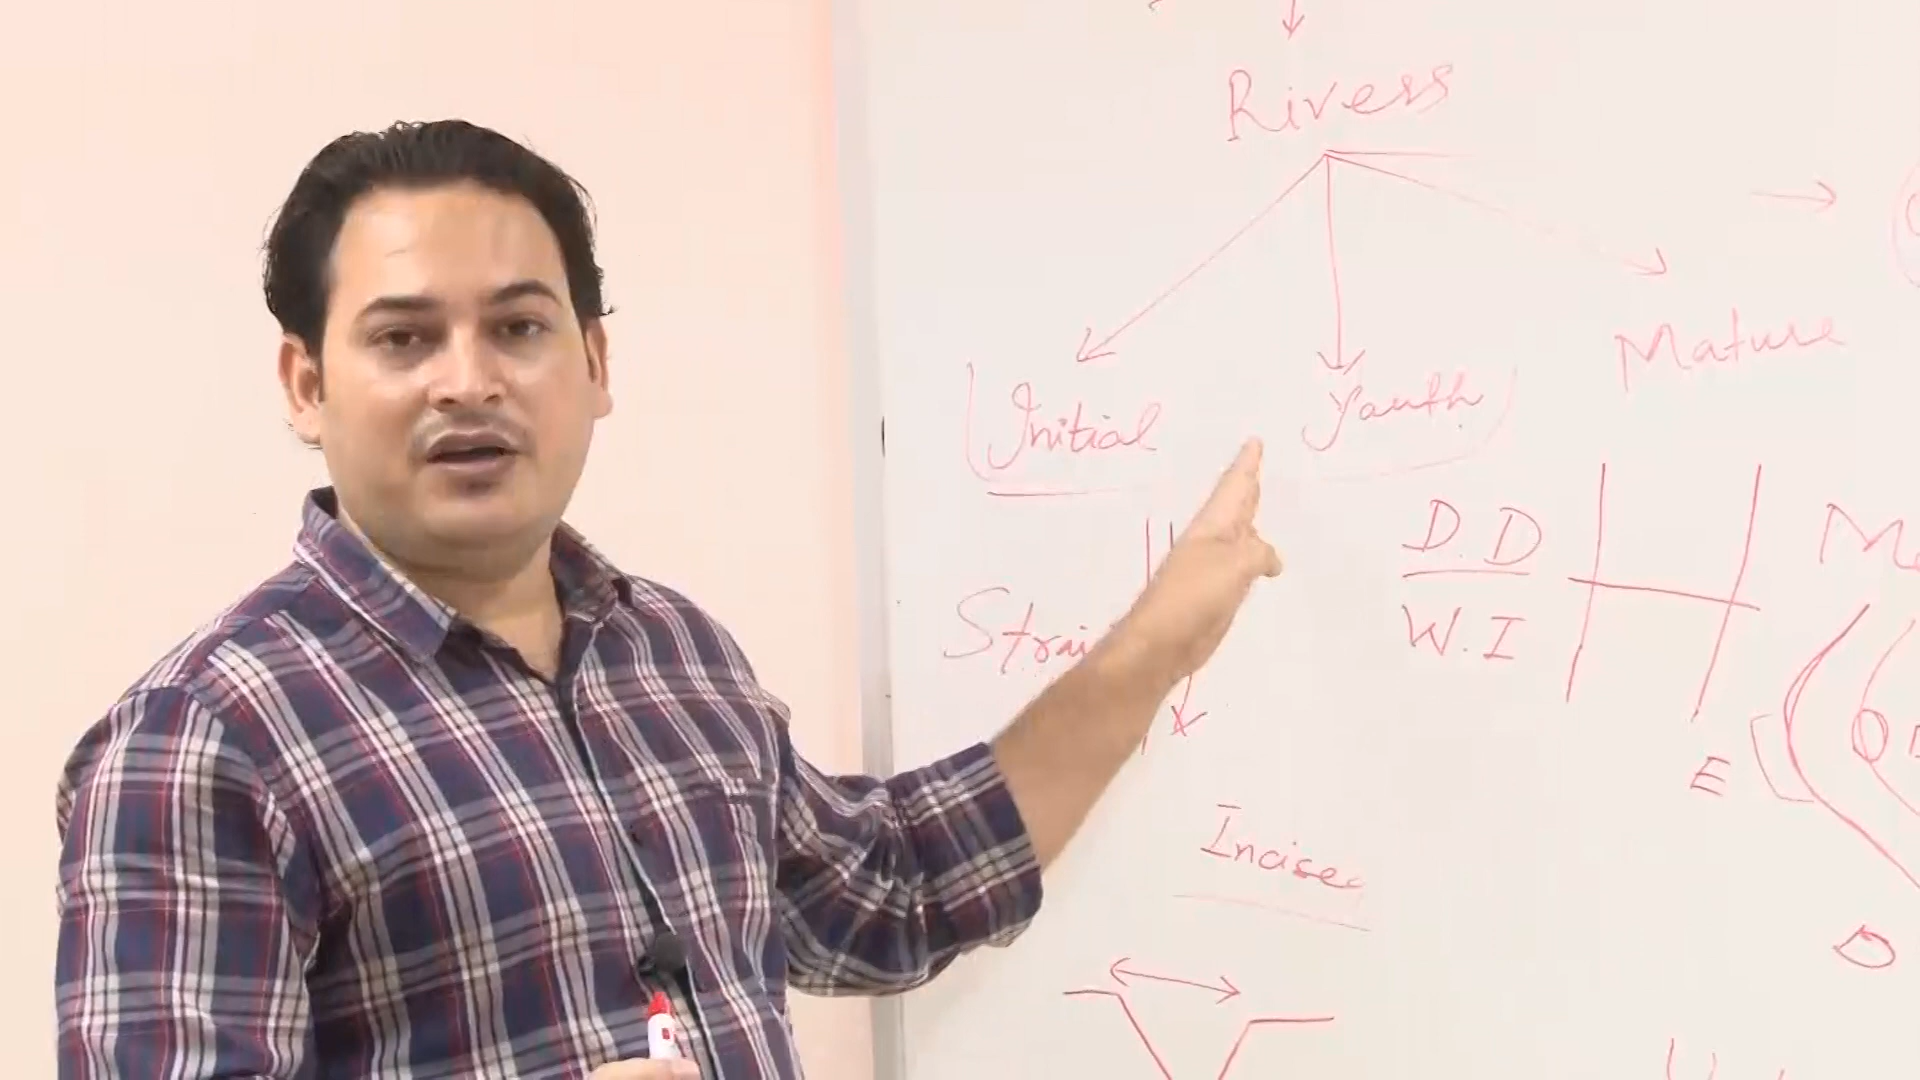 Rivers
Initial
Youth
Mature
D.D
W.I
E
Incised